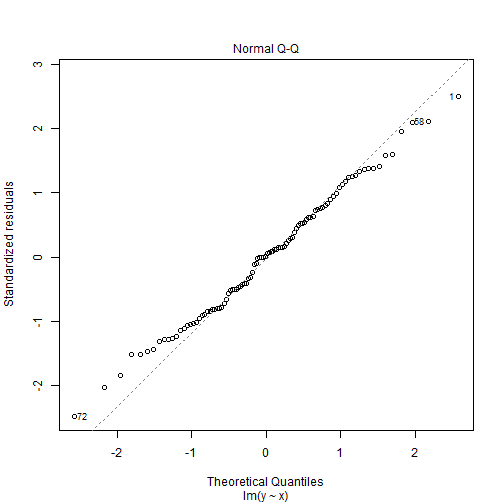 Normal Q-Q
3
2
1
0
-1
-2
Standardized residuals
1
68
72
-2 -1 0 1 2
Theoretical Quantiles
lm(y ~ x)